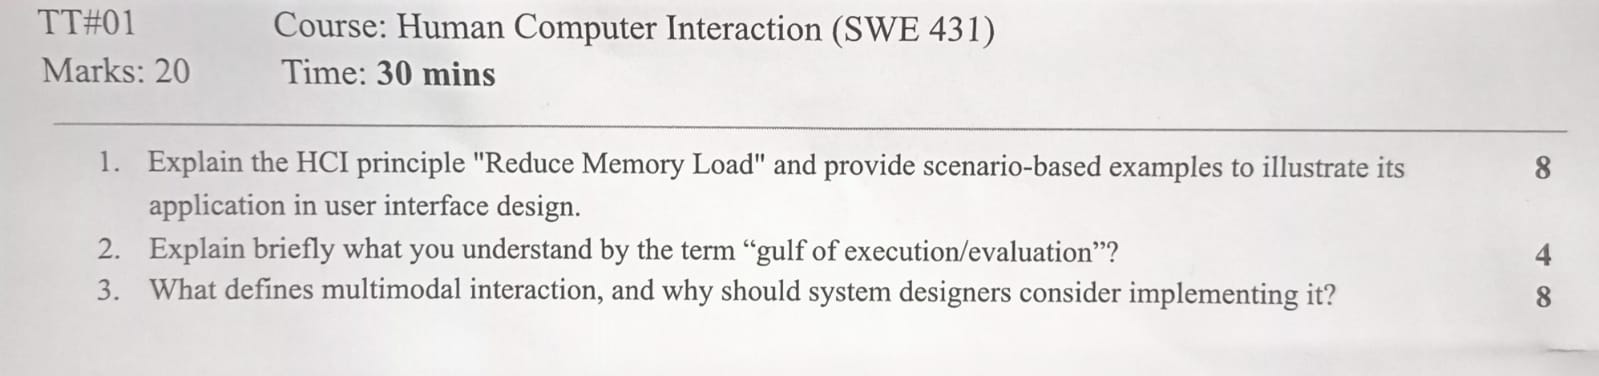 TT#01 Course: Human Computer Interaction (SWE 431)
Marks: 20 Time: 30 mins
1. Explain the HCI principle "Reduce Memory Load" and provide scenario-based examples to illustrate its 8
application in user interface design.
2. Explain briefly what you understand by the term “gulf of execution/evaluation”? 4
3. What defines multimodal interaction, and why should system designers consider implementing it? 8